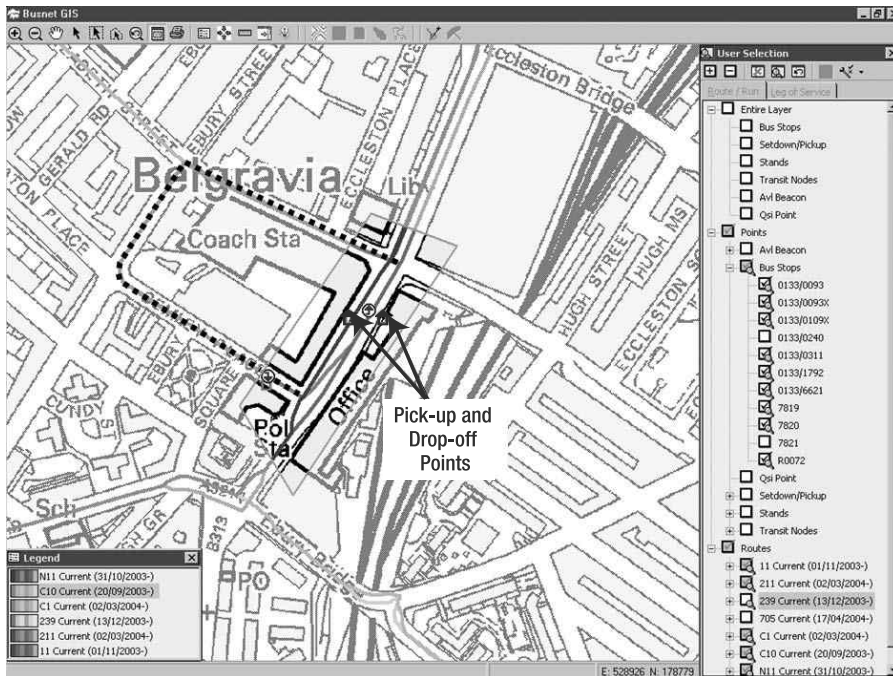 Busnet GIS
User Selection
Route / Run
Leg of Service
Entire Layer
Bus Stops
Setdown/Pickup
Stands
Transit Nodes
Avl Beacon
Qsi Point
Points
Avl Beacon
Bus Stops
0133/0093
0133/0093X
0133/0109X
0133/0240
0133/0311
0133/1792
0133/6621
7819
7820
7821
R0072
Qsi Point
Setdown/Pickup
Stands
Transit Nodes
Routes
11 Current (01/11/2003-)
211 Current (02/03/2004-)
239 Current (13/12/2003-)
705 Current (17/04/2004-)
C1 Current (02/03/2004-)
C10 Current (20/09/2003-)
N11 Current (31/10/2003-)
EBURY STREET
ECCLESTON PLACE
Eccleston Bridge
GERALD RD
STREET
Belgravia
ECCLESTON
Lib
Coach Sta
HUGH STREET
HUGH MS
ECCLESTON SQ
EBURY
SQUARE
CUNDY
ST
Pol
Sta
Office
Pick-up and
Drop-off
Points
Sch
A3214
B313
Ebury Bridge
PO
Legend
N11 Current (31/10/2003-)
C10 Current (20/09/2003-)
C1 Current (02/03/2004-)
239 Current (13/12/2003-)
211 Current (02/03/2004-)
11 Current (01/11/2003-)
E: 528926 N: 178779